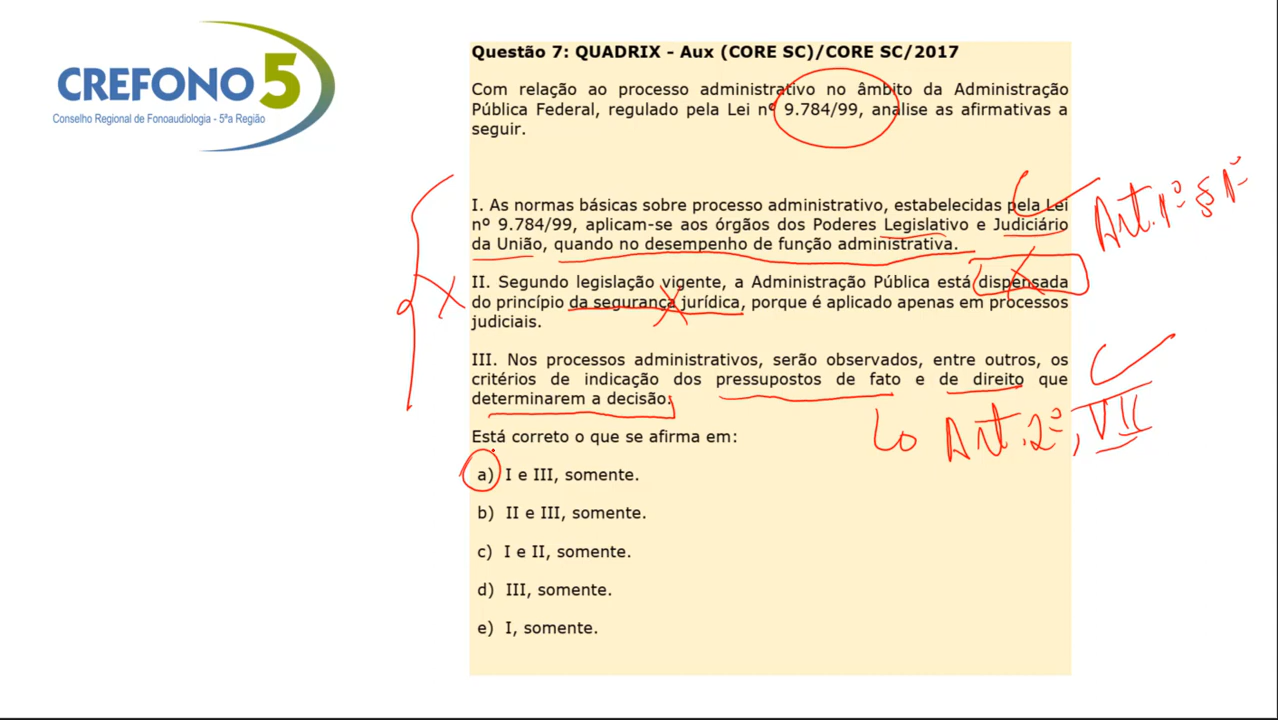 CREFONO 5
Conselho Regional de Fonoaudiologia - 5ªa Região
Questão 7: QUADRIX - Aux (CORE SC)/CORE SC/2017
Com relação ao processo administrativo no âmbito da Administração
Pública Federal, regulado pela Lei nº 9.784/99, analise as afirmativas a
seguir.
I. As normas básicas sobre processo administrativo, estabelecidas pela Lei
nº 9.784/99, aplicam-se aos órgãos dos Poderes Legislativo e Judiciário
da União, quando no desempenho de função administrativa.
Art. 1º § 1º
II. Segundo legislação vigente, a Administração Pública está dispensada
do princípio da segurança jurídica, porque é aplicado apenas em processos
judiciais.
III. Nos processos administrativos, serão observados, entre outros, os
critérios de indicação dos pressupostos de fato e de direito que
determinarem a decisão.
Art. 2º, VII
Está correto o que se afirma em:
a) I e III, somente.
b) II e III, somente.
c) I e II, somente.
d) III, somente.
e) I, somente.